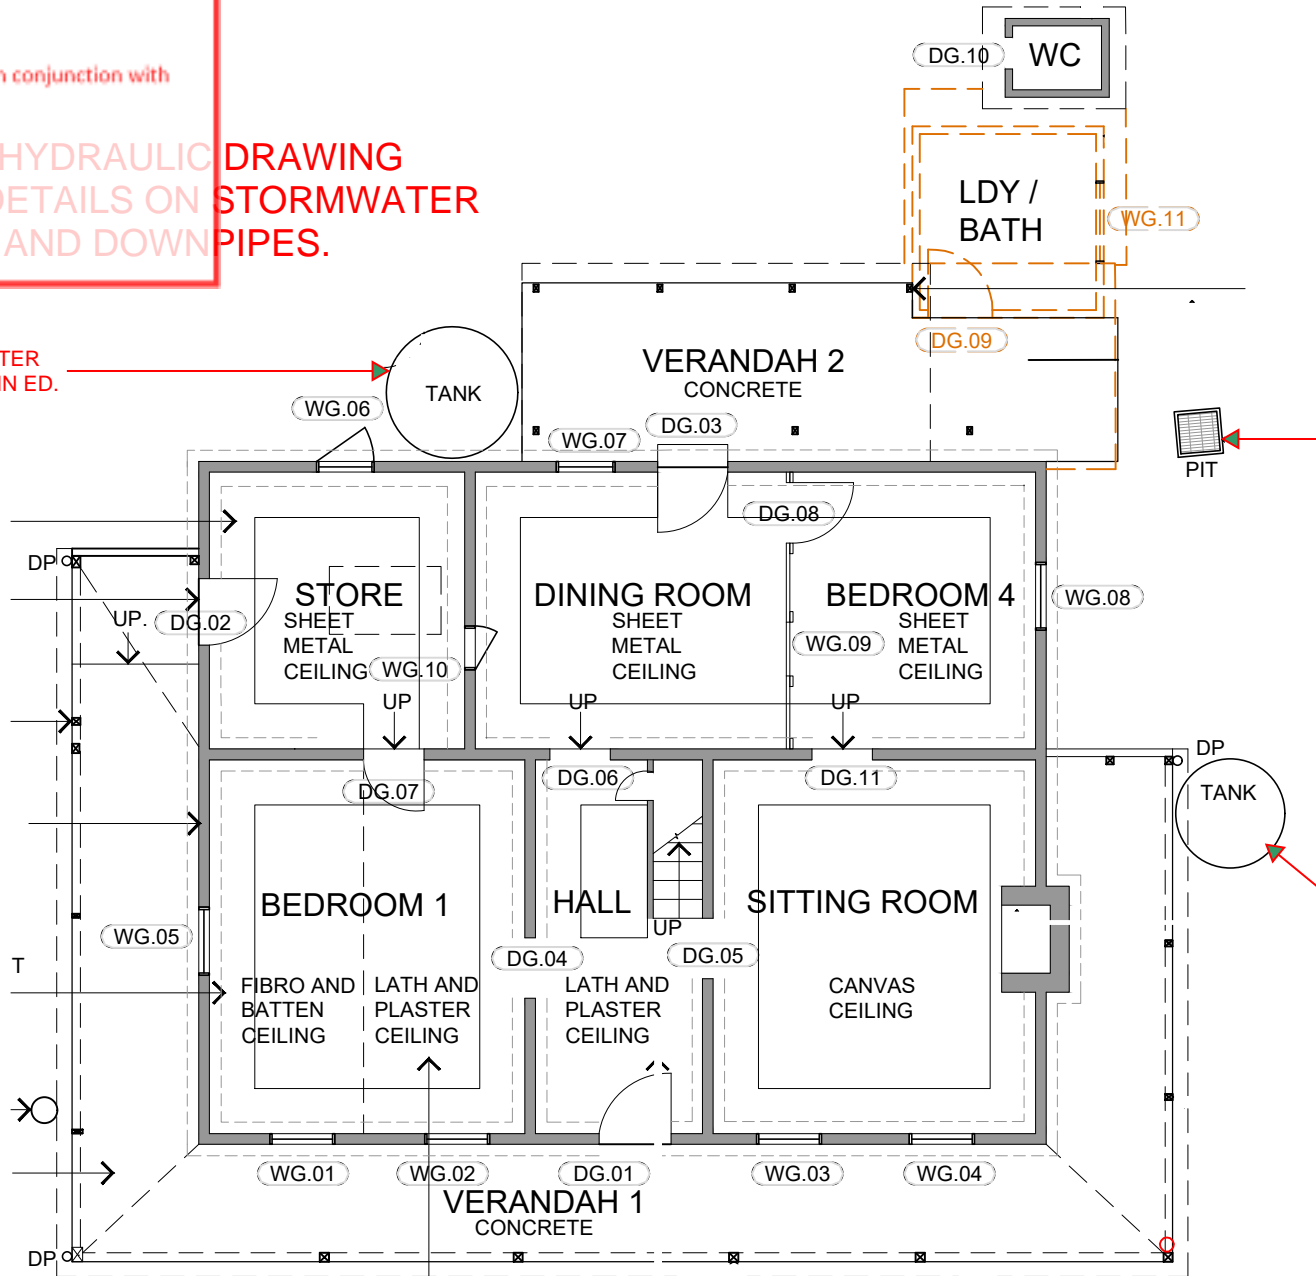 n conjunction with
HYDRAULIC DRAWING
DETAILS ON STORMWATER
AND DOWNPIPES.
DG.10
WC
LDY /
BATH
WG.11
DG.09
TER
IN ED.
TANK
WG.06
VERANDAH 2
CONCRETE
DG.03
WG.07
PIT
DG.08
DP
UP.
DG.02
STORE
SHEET
METAL
CEILING
WG.10
UP
DINING ROOM
SHEET
METAL
CEILING
UP
BEDROOM 4
SHEET
METAL
CEILING
WG.09
UP
WG.08
DG.07
DG.06
DG.11
DP
TANK
BEDROOM 1
HALL
SITTING ROOM
UP
WG.05
DG.04
DG.05
T
FIBRO AND
BATTEN
CEILING
LATH AND
PLASTER
CEILING
LATH AND
PLASTER
CEILING
CANVAS
CEILING
WG.01
WG.02
DG.01
WG.03
WG.04
VERANDAH 1
CONCRETE
DP